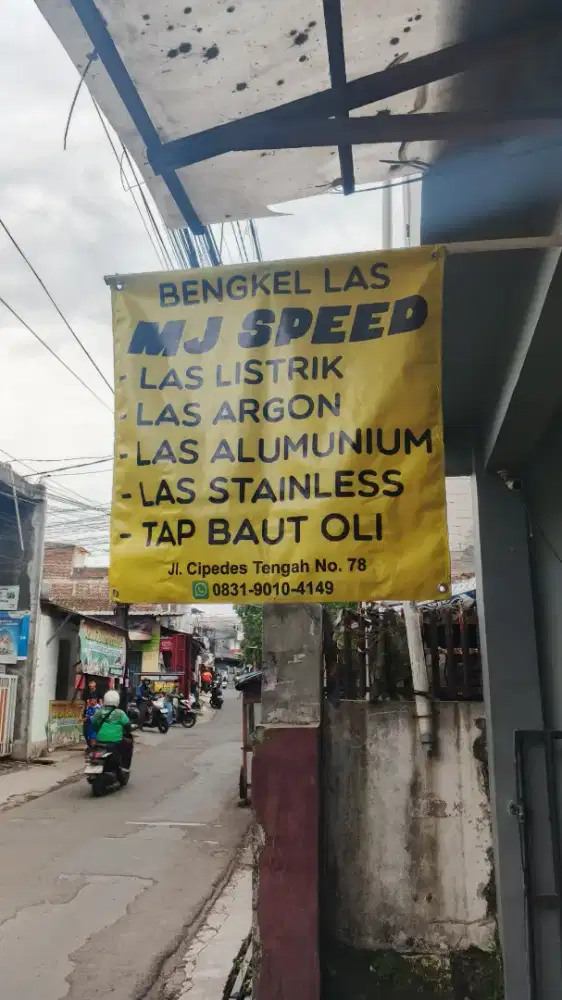 BENGKEL LAS
MJ SPEED
- LAS LISTRIK
- LAS ARGON
- LAS ALUMUNIUM
- LAS STAINLESS
- TAP BAUT OLI
Jl. Cipedes Tengah No. 78
0831-9010-4149